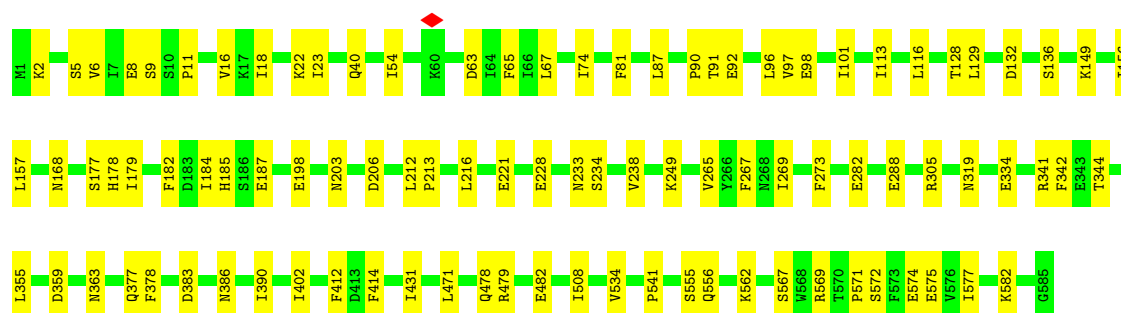 M1 K2 S5 V6 I7 E8 S9 S10 P11 V16 K17 I18 K22 I23 Q40 I54 K60 D63 I64 F65 I66 L67 I74 F81 L87 P90 T91 E92 L96 V97 E98 I101 I113 L116 T128 L129 D132 S136 K149
L157 N168 S177 H178 I179 F182 D183 I184 H185 S186 E187 E198 N203 D206 L212 P213 L216 E221 E228 N233 S234 V238 K249 V265 Y266 F267 N268 I269 F273 E282 E288 R305 N319 E334 R341 F342 E343 T344
L355 D359 N363 Q377 F378 D383 N386 I390 I402 F412 D413 F414 I431 L471 Q478 R479 E482 I508 V534 P541 S555 Q556 K562 S567 W568 R569 T570 P571 S572 F573 E574 E575 V576 I577 K582 G585